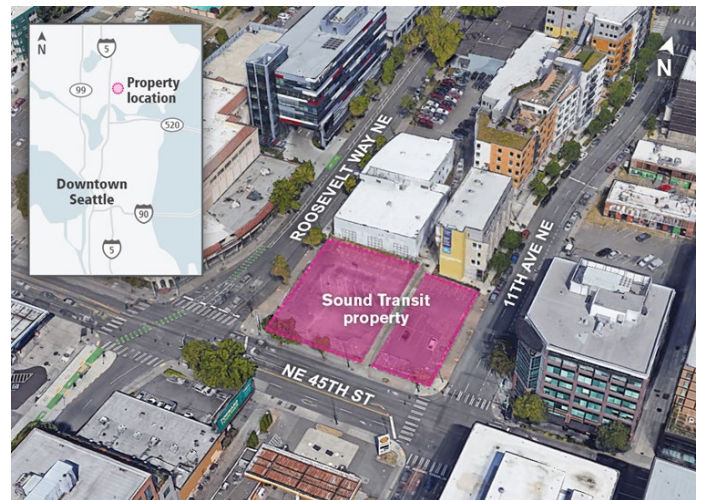 N
5
99
Property
location
520
Downtown
Seattle
90
5
N
ROOSEVELT WAY NE
11TH AVE NE
Sound Transit
property
NE 45TH ST